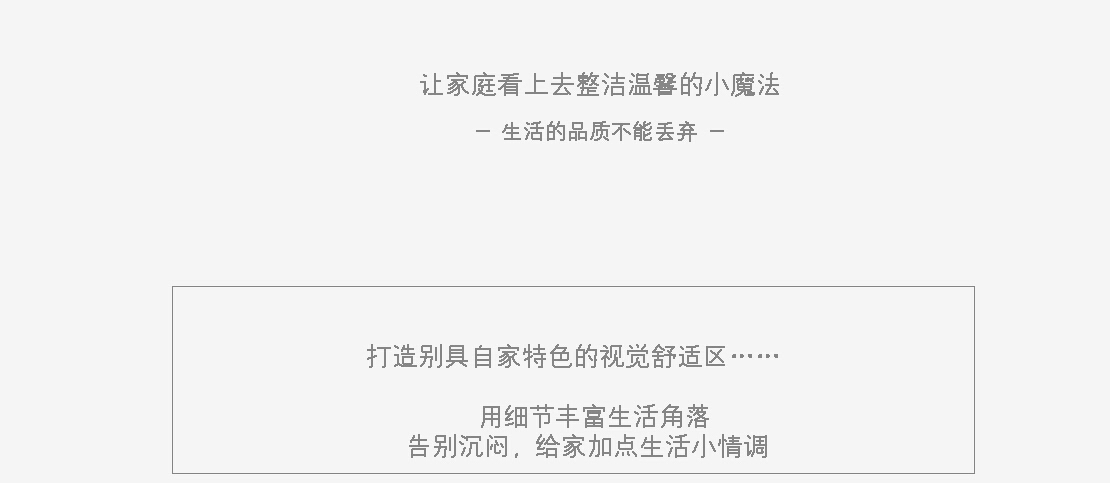 让家庭看上去整洁温馨的小魔法
— 生活的品质不能丢弃 —
打造别具自家特色的视觉舒适区……
用细节丰富生活角落
告别沉闷，给家加点生活小情调